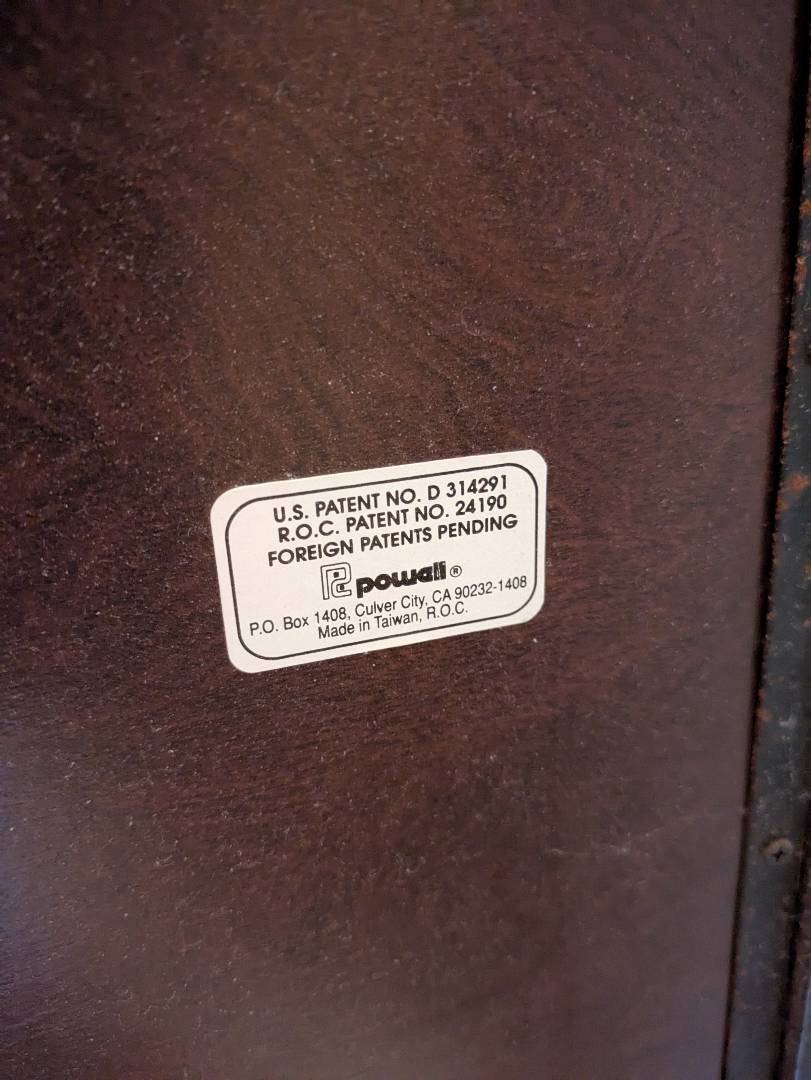 U.S. PATENT NO. D 314291
R.O.C. PATENT NO. 24190
FOREIGN PATENTS PENDING
powell®
P.O. Box 1408, Culver City, CA 90232-1408
Made in Taiwan, R.O.C.